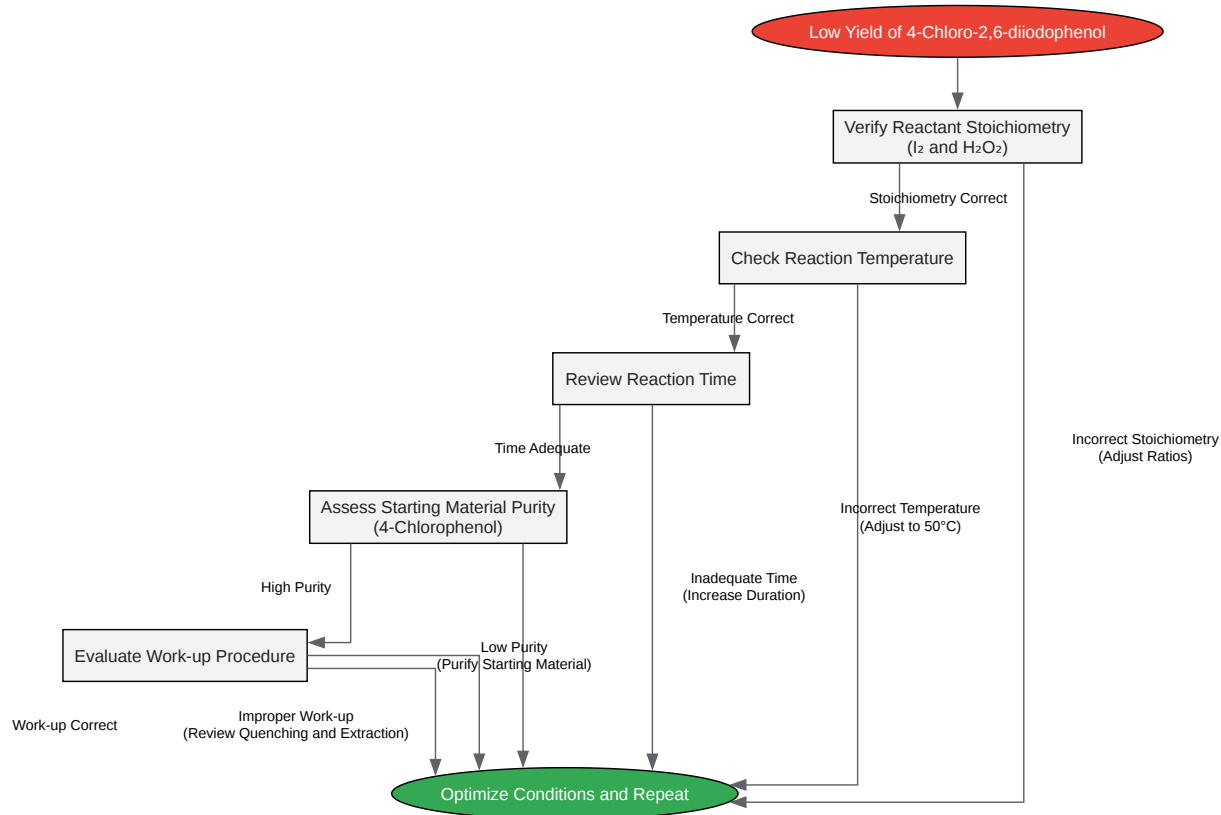 Low Yield of 4-Chloro-2,6-diiodophenol
Verify Reactant Stoichiometry
(I₂ and H₂O₂)
Stoichiometry Correct
Check Reaction Temperature
Temperature Correct
Review Reaction Time
Incorrect Stoichiometry
(Adjust Ratios)
Time Adequate
Assess Starting Material Purity
(4-Chlorophenol)
Incorrect Temperature
(Adjust to 50°C)
High Purity
Inadequate Time
(Increase Duration)
Evaluate Work-up Procedure
Low Purity
(Purify Starting Material)
Work-up Correct
Improper Work-up
(Review Quenching and Extraction)
Optimize Conditions and Repeat